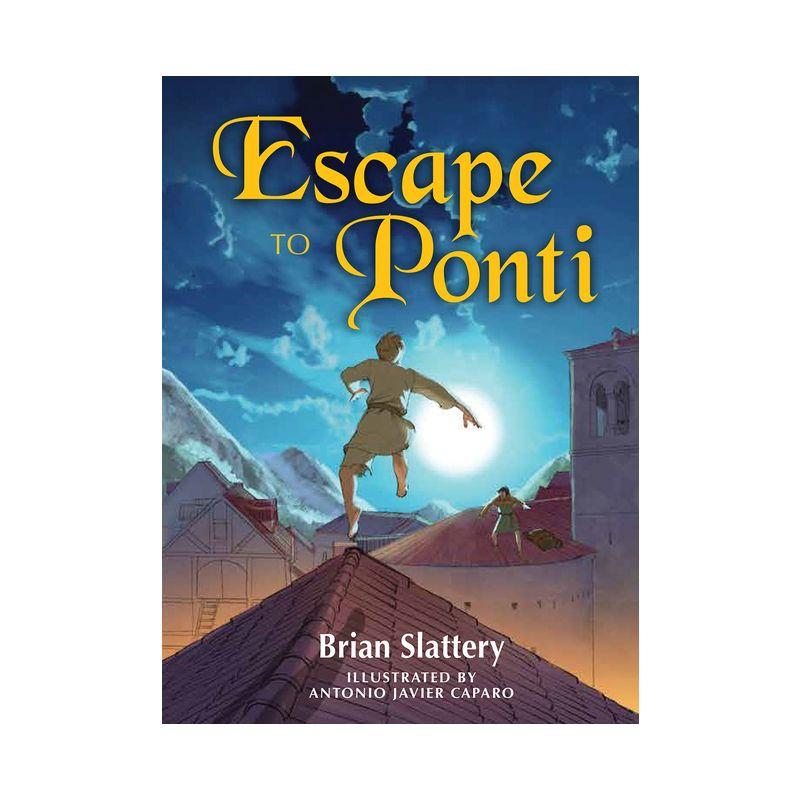 Escape
TO Ponti
Brian Slattery
ILLUSTRATED BY
ANTONIO JAVIER CAPARO